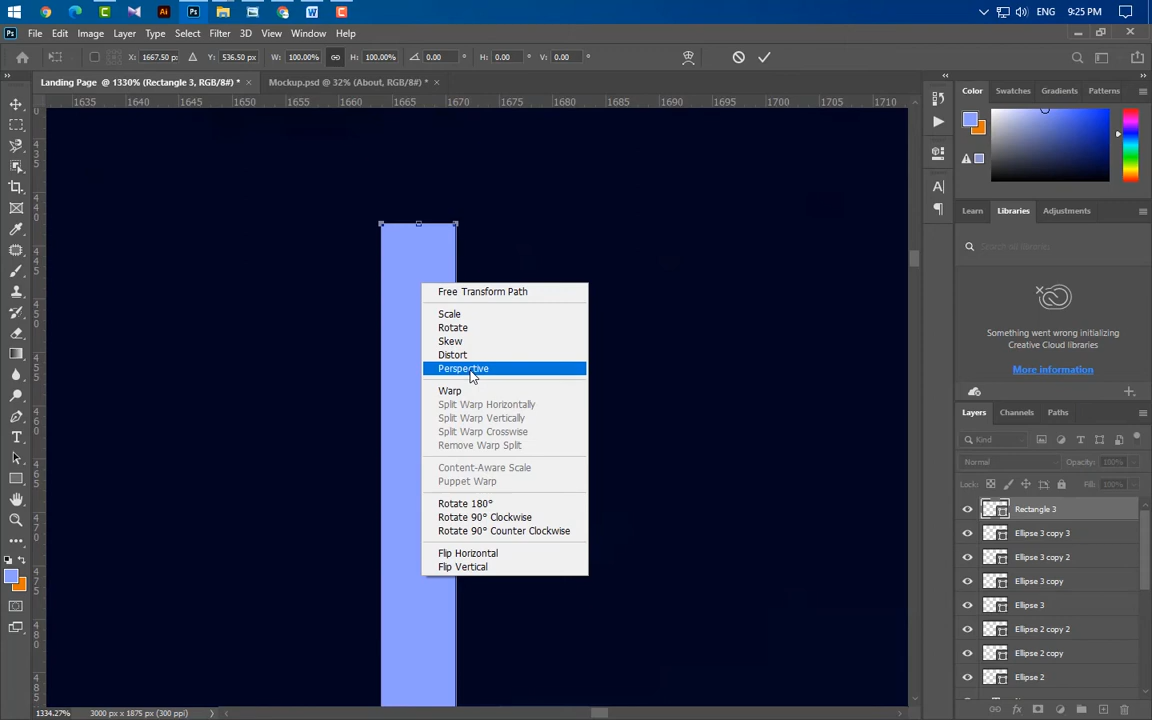 ENG 9:25 PM
Ps File Edit Image Layer Type Select Filter 3D View Window Help
X: 1667.50 px Y: 536.50 px W: 100.00% H: 100.00% 0.00 ° H: 0.00 ° V: 0.00 °
Landing Page @ 1330% (Rectangle 3, RGB/8#) * × Mockup.psd @ 32% (About, RGB/8#) * ×
1635 1640 1645 1650 1655 1660 1665 1670 1675 1680 1685 1690 1695 1700 1705 1710
Color Swatches Gradients Patterns
Learn Libraries Adjustments
Something went wrong initializing
Creative Cloud libraries
More information
Layers Channels Paths
Kind
Normal Opacity: 100%
Lock: Fill: 100%
Rectangle 3
Ellipse 3 copy 3
Ellipse 3 copy 2
Ellipse 3 copy
Ellipse 3
Ellipse 2 copy 2
Ellipse 2 copy
Ellipse 2
Free Transform Path
Scale
Rotate
Skew
Distort
Perspective
Warp
Split Warp Horizontally
Split Warp Vertically
Split Warp Crosswise
Remove Warp Split
Content-Aware Scale
Puppet Warp
Rotate 180°
Rotate 90° Clockwise
Rotate 90° Counter Clockwise
Flip Horizontal
Flip Vertical
1334.27% 3000 px x 1875 px (300 ppi)